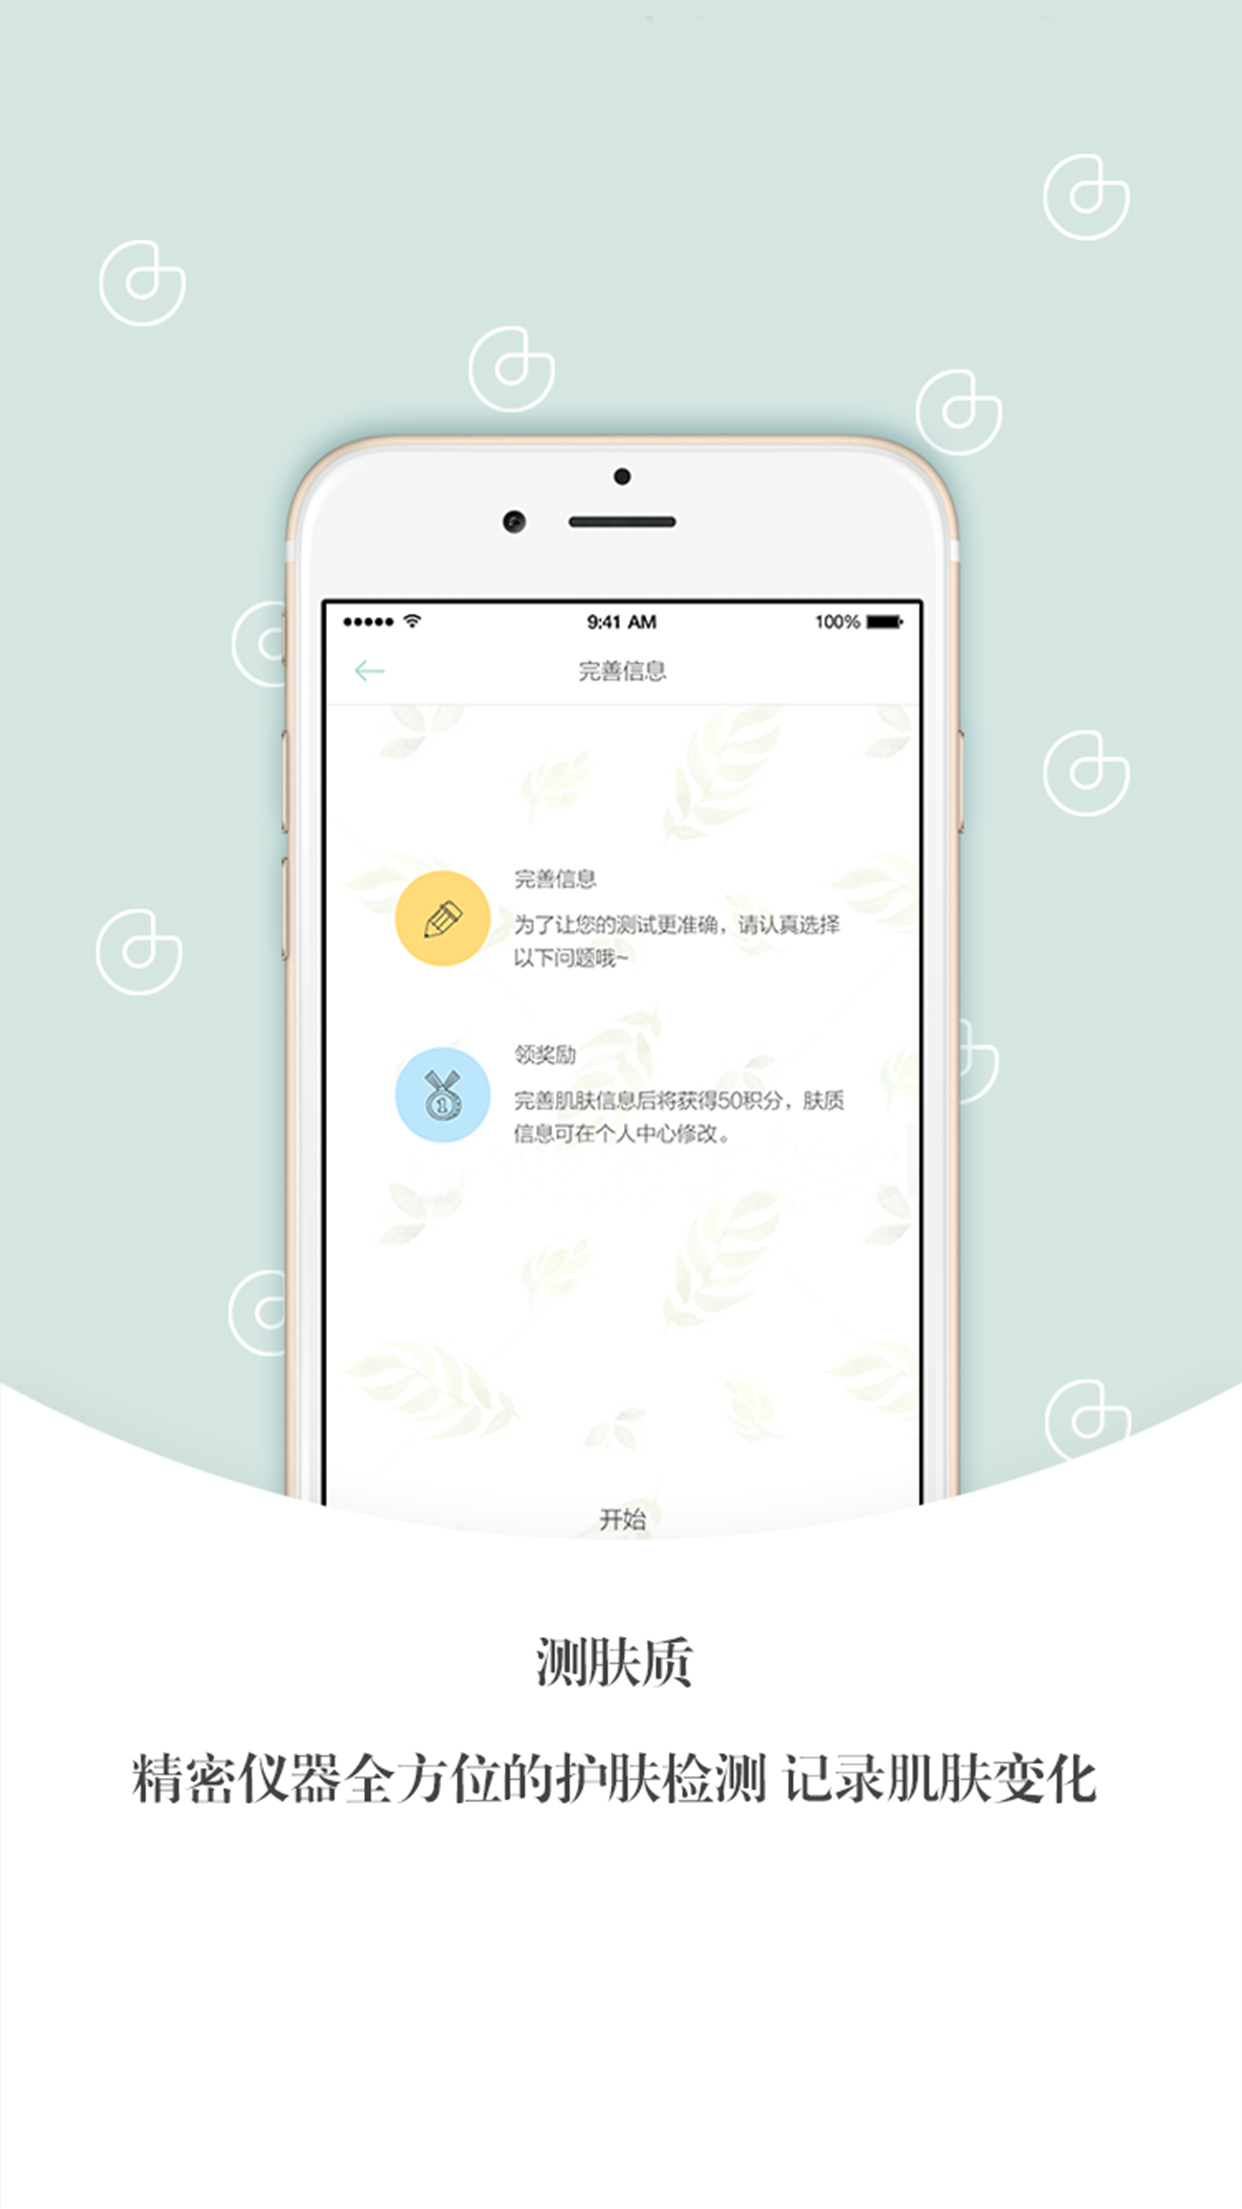 9:41 AM
100%
完善信息
完善信息
为了让您的测试更准确，请认真选择
以下问题哦~
1
领奖励
完善肌肤信息后将获得50积分，肤质
信息可在个人中心修改。
开始
测肤质
精密仪器全方位的护肤检测 记录肌肤变化